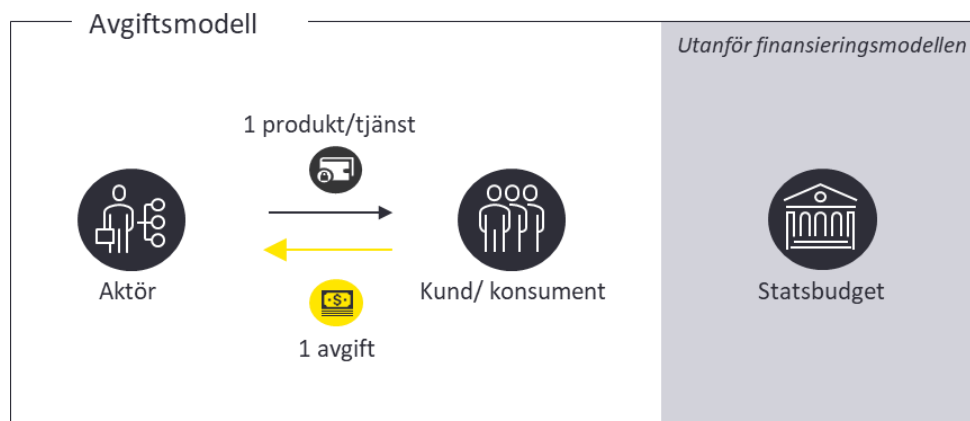 Avgiftsmodell
Utanför finansieringsmodellen
1 produkt/tjänst
Aktör
Kund/ konsument
Statsbudget
$
1 avgift